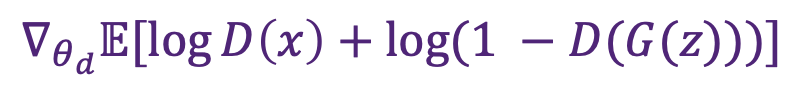 ∇θd 𝔼[log D(x) + log(1 − D(G(z)))]